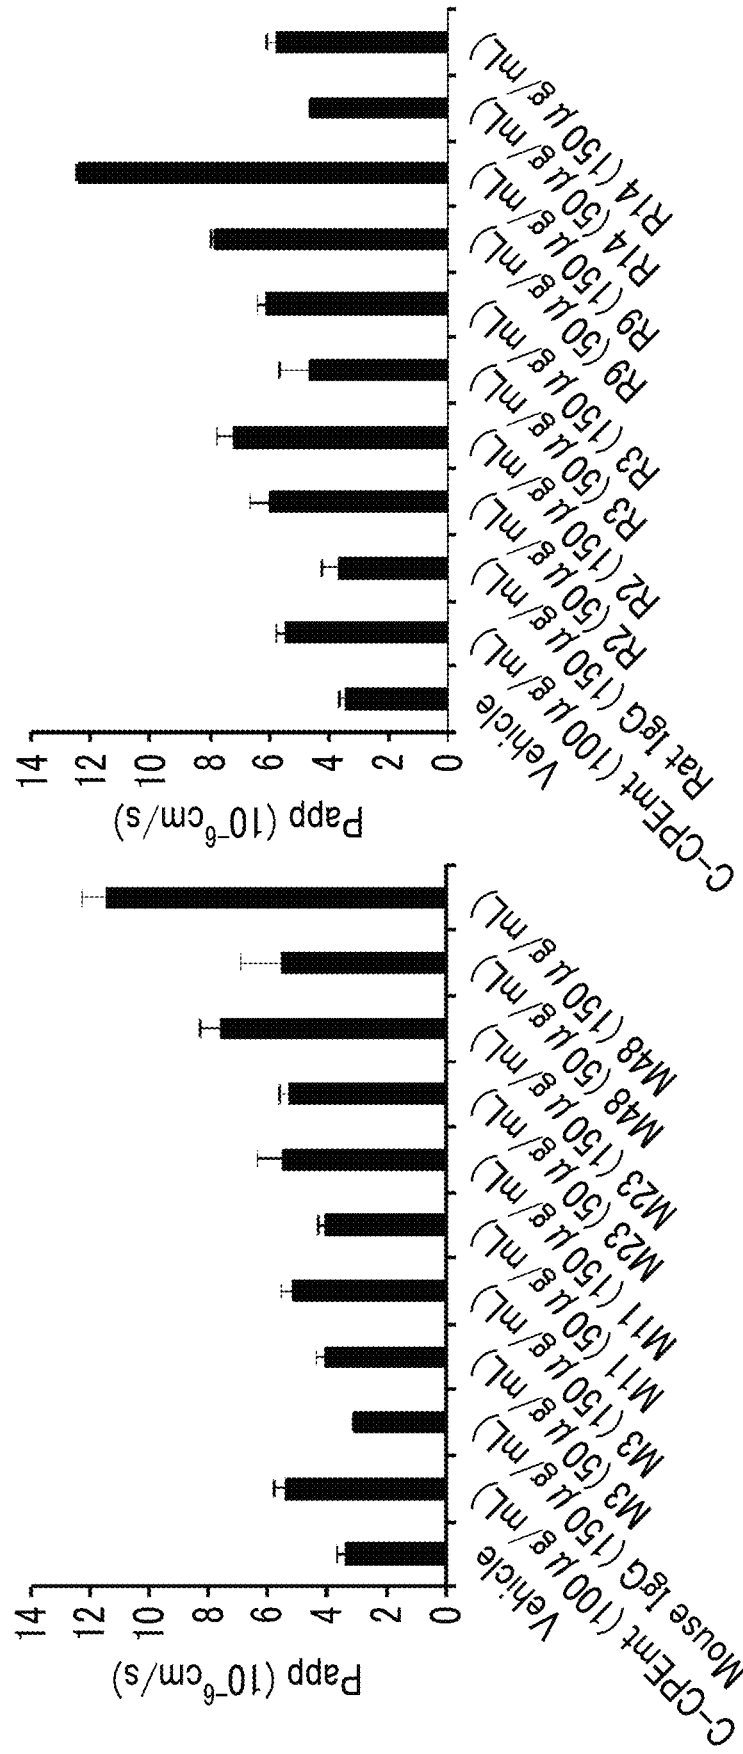 Papp (10⁻⁶cm/s)
14
12
10
8
6
4
2
0
Vehicle
C-CPEmt (100 μg/mL)
Mouse IgG (150 μg/mL)
M3 (50 μg/mL)
M3 (150 μg/mL)
M11 (50 μg/mL)
M11 (150 μg/mL)
M23 (50 μg/mL)
M23 (150 μg/mL)
M48 (50 μg/mL)
M48 (150 μg/mL)
Papp (10⁻⁶cm/s)
14
12
10
8
6
4
2
0
Vehicle
C-CPEmt (100 μg/mL)
Rat IgG (150 μg/mL)
R2 (50 μg/mL)
R2 (150 μg/mL)
R3 (50 μg/mL)
R3 (150 μg/mL)
R9 (50 μg/mL)
R9 (150 μg/mL)
R14 (50 μg/mL)
R14 (150 μg/mL)